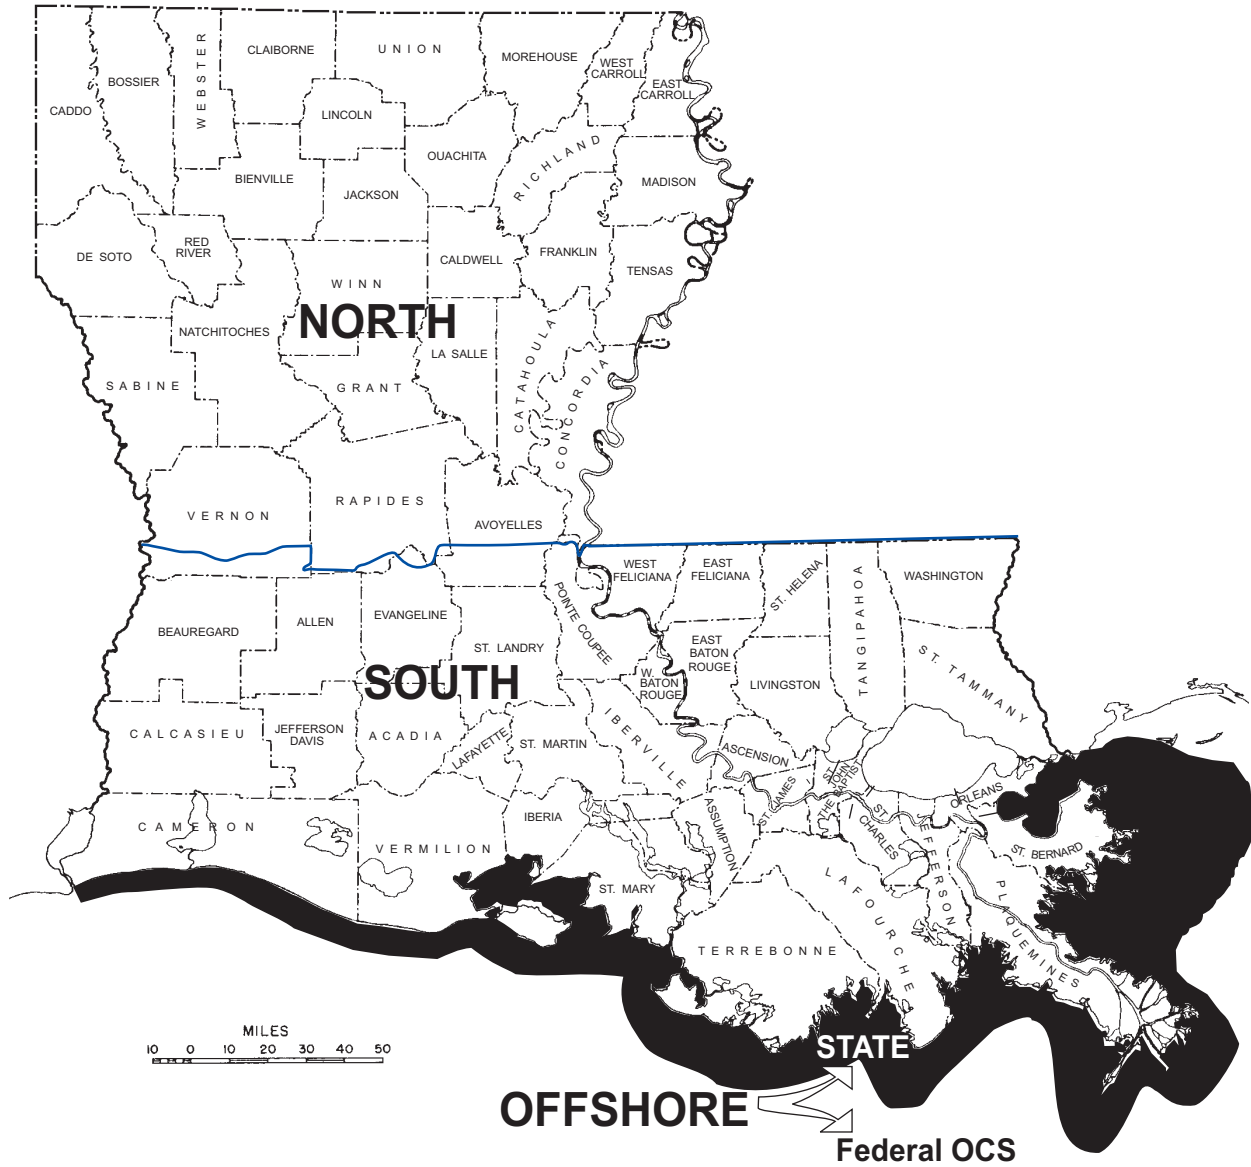 CLAIBORNE
UNION
MOREHOUSE
WEST
CARROLL
EAST
CARROLL
WEBSTER
BOSSIER
CADDO
LINCOLN
OUACHITA
RICHLAND
MADISON
BIENVILLE
JACKSON
RED
RIVER
DE SOTO
CALDWELL
FRANKLIN
TENSAS
WINN
NORTH
NATCHITOCHES
LA SALLE
CATAHOULA
CONCORDIA
SABINE
GRANT
VERNON
RAPIDES
AVOYELLES
WEST
FELICIANA
EAST
FELICIANA
ST. HELENA
TANGIPAHOA
WASHINGTON
POINTE COUPEE
BEAUREGARD
ALLEN
EVANGELINE
ST. LANDRY
EAST
BATON
ROUGE
W.
BATON
ROUGE
LIVINGSTON
ST. TAMMANY
SOUTH
CALCASIEU
JEFFERSON
DAVIS
ACADIA
LAFAYETTE
ST. MARTIN
IBERVILLE
ASCENSION
ST. JAMES
ST.
JOHN
THE BAPTIST
ORLEANS
CAMERON
VERMILION
IBERIA
ASSUMPTION
ST. CHARLES
JEFFERSON
ST. BERNARD
ST. MARY
LAFOURCHE
PLAQUEMINES
TERREBONNE
MILES
10 0 10 20 30 40 50
STATE
OFFSHORE
Federal OCS